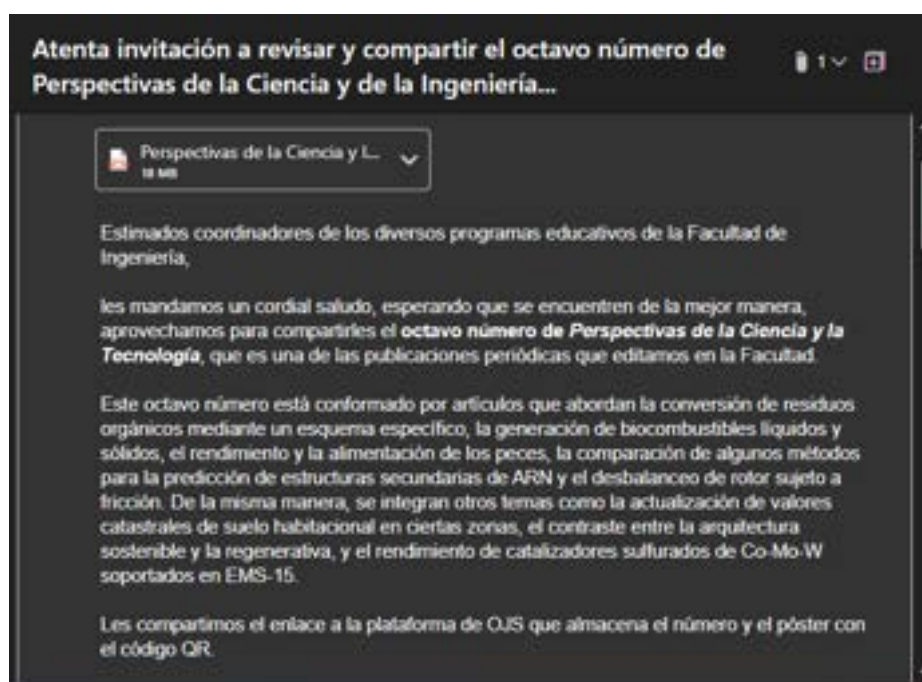 Atenta invitación a revisar y compartir el octavo número de
Perspectivas de la Ciencia y de la Ingeniería...
1
Perspectivas de la Ciencia y I...
18 MB
Estimados coordinadores de los diversos programas educativos de la Facultad de
Ingeniería,
les mandamos un cordial saludo, esperando que se encuentren de la mejor manera,
aprovechamos para compartirles el octavo número de Perspectivas de la Ciencia y la
Tecnología, que es una de las publicaciones periódicas que editamos en la Facultad.
Este octavo número está conformado por artículos que abordan la conversión de residuos
orgánicos mediante un esquema específico, la generación de biocombustibles líquidos y
sólidos, el rendimiento y la alimentación de los peces, la comparación de algunos métodos
para la predicción de estructuras secundarias de ARN y el desbalanceo de rotor sujeto a
fricción. De la misma manera, se integran otros temas como la actualización de valores
catastrales de suelo habitacional en ciertas zonas, el contraste entre la arquitectura
sostenible y la regenerativa, y el rendimiento de catalizadores sulfurados de Co-Mo-W
soportados en EMS-15.
Les compartimos el enlace a la plataforma de OJS que almacena el número y el póster con
el código QR.